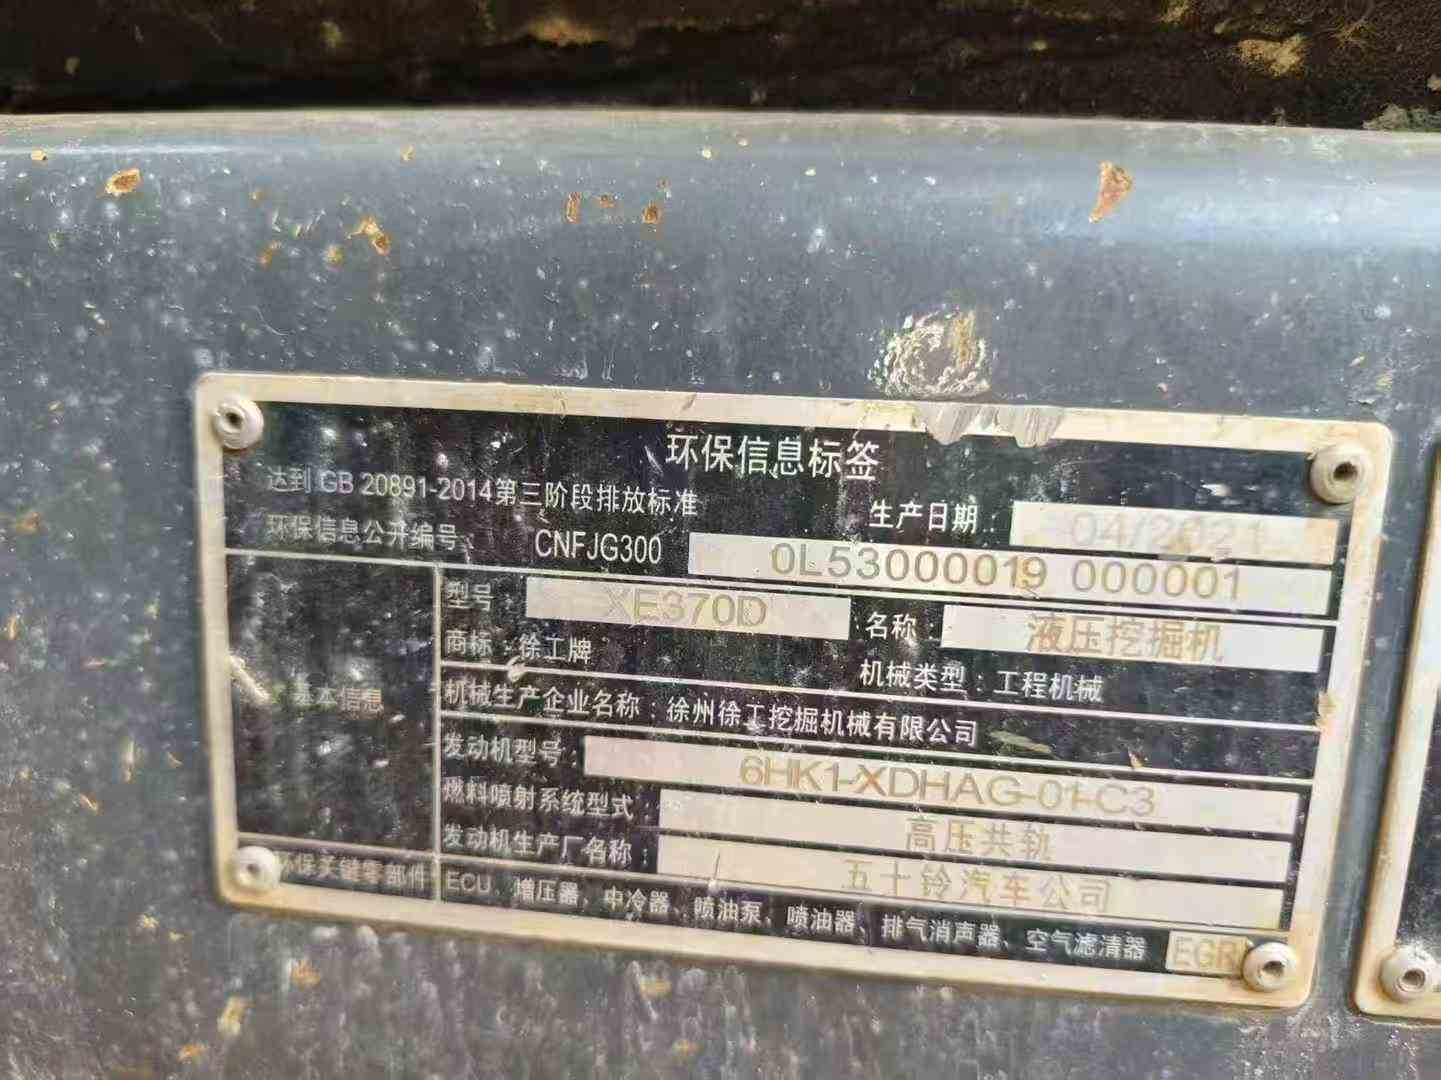 环保信息标签
达到 GB 20891-2014第三阶段排放标准
生产日期: 04/2021
环保信息公开编号: CNFJG300 0L53000019 000001
基本信息
型号 XE370D 名称 液压挖掘机
商标: 徐工牌 机械类型: 工程机械
机械生产企业名称: 徐州徐工挖掘机械有限公司
发动机型号: 6HK1-XDHAG-01-C3
燃料喷射系统型式 高压共轨
发动机生产厂名称: 五十铃汽车公司
环保关键零部件 ECU、增压器、中冷器、喷油泵、喷油器、排气消声器、空气滤清器 EGR